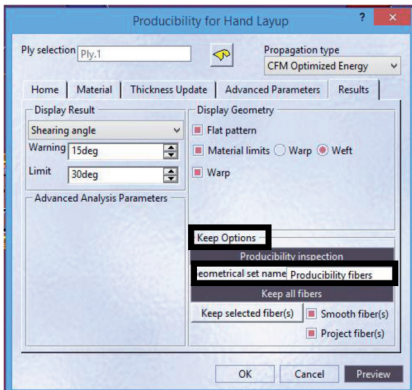 Producibility for Hand Layup ? ×
Ply selection Ply.1
Propagation type
CFM Optimized Energy
Home Material Thickness Update Advanced Parameters Results
Display Result
Shearing angle
Warning 15deg
Limit 30deg
Advanced Analysis Parameters
Display Geometry
Flat pattern
Material limits Warp Weft
Warp
Keep Options
Producibility inspection
eometrical set name Producibility fibers
Keep all fibers
Keep selected fiber(s) Smooth fiber(s)
Project fiber(s)
OK Cancel Preview